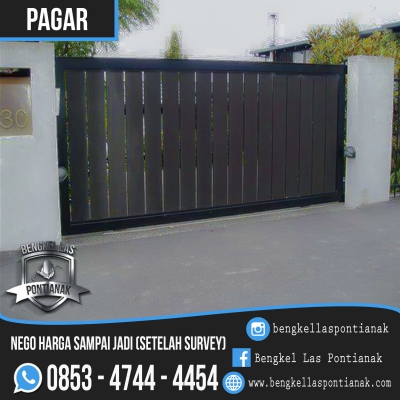 PAGAR
30
BENGKEL LAS
PONTIANAK
NEGO HARGA SAMPAI JADI (SETELAH SURVEY)
0853 - 4744 - 4454
bengkellaspontianak
Bengkel Las Pontianak
www.bengkellaspontianak.com